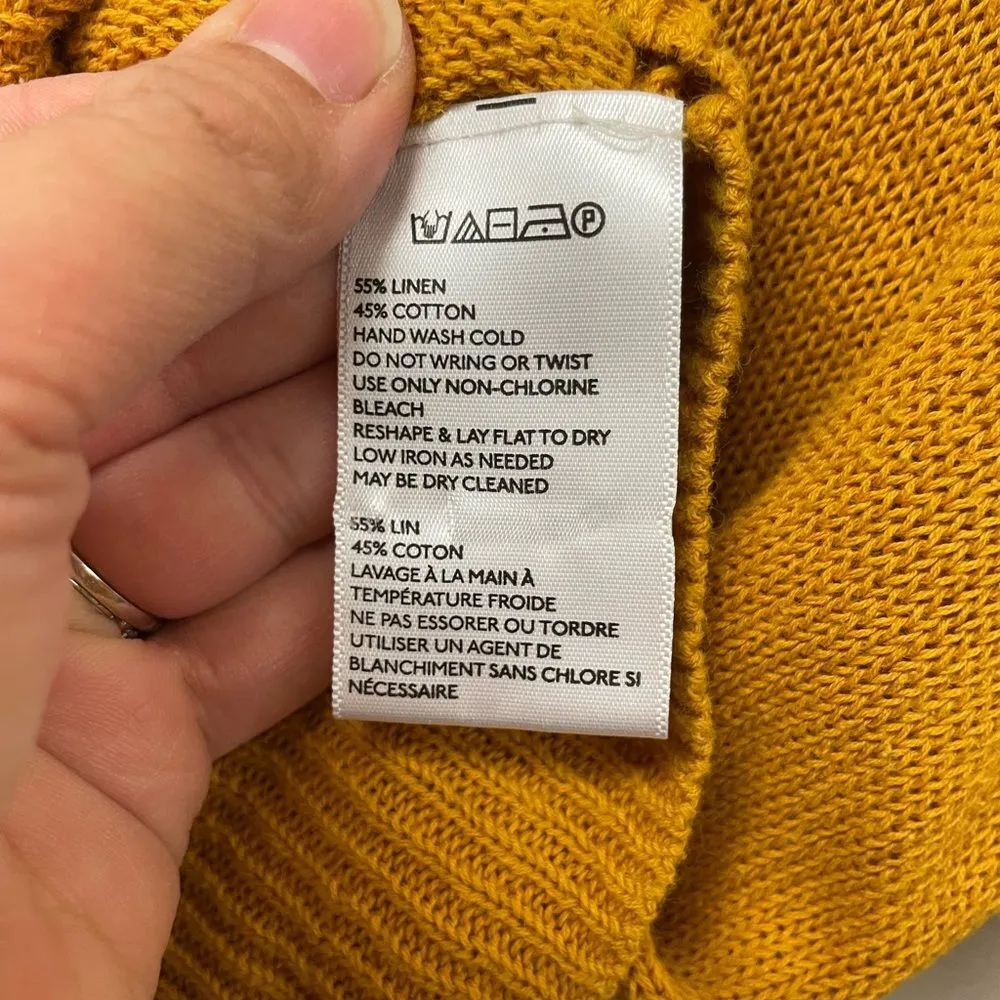 P
55% LINEN
45% COTTON
HAND WASH COLD
DO NOT WRING OR TWIST
USE ONLY NON-CHLORINE
BLEACH
RESHAPE & LAY FLAT TO DRY
LOW IRON AS NEEDED
MAY BE DRY CLEANED
55% LIN
45% COTON
LAVAGE À LA MAIN À
TEMPÉRATURE FROIDE
NE PAS ESSORER OU TORDRE
UTILISER UN AGENT DE
BLANCHIMENT SANS CHLORE SI
NÉCESSAIRE